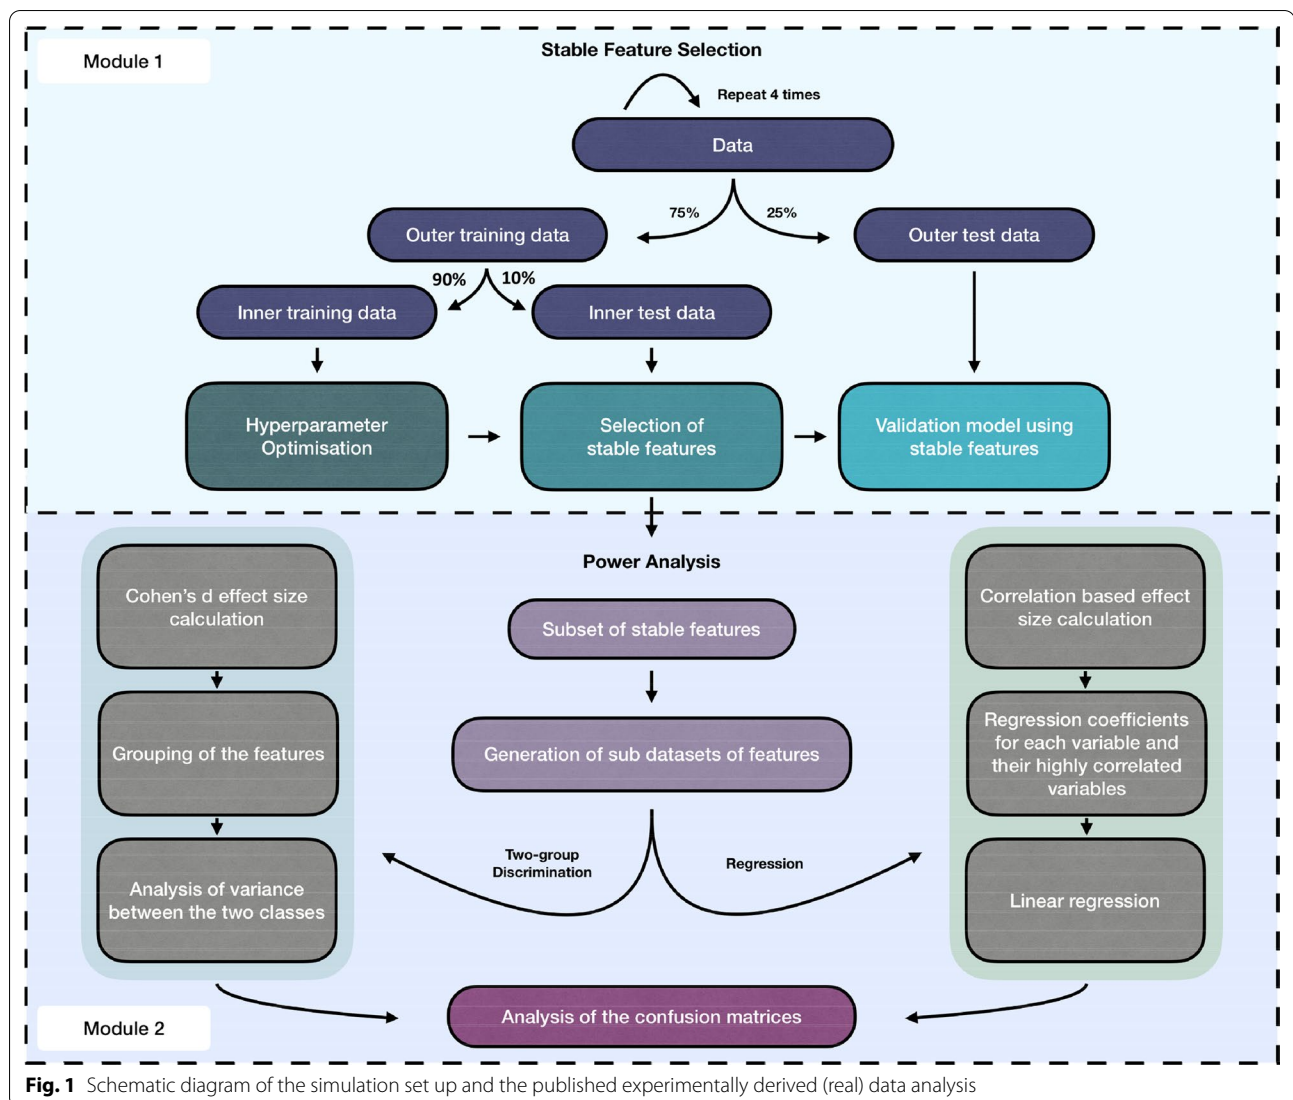 Module 1
Stable Feature Selection
Repeat 4 times
Data
75%
25%
Outer training data
Outer test data
90%
10%
Inner training data
Inner test data
Hyperparameter
Optimisation
Selection of
stable features
Validation model using
stable features
Power Analysis
Cohen's d effect size
calculation
Subset of stable features
Correlation based effect
size calculation
Grouping of the features
Generation of sub datasets of features
Regression coefficients
for each variable and
their highly correlated
variables
Two-group
Discrimination
Regression
Analysis of variance
between the two classes
Linear regression
Analysis of the confusion matrices
Module 2
Fig. 1 Schematic diagram of the simulation set up and the published experimentally derived (real) data analysis